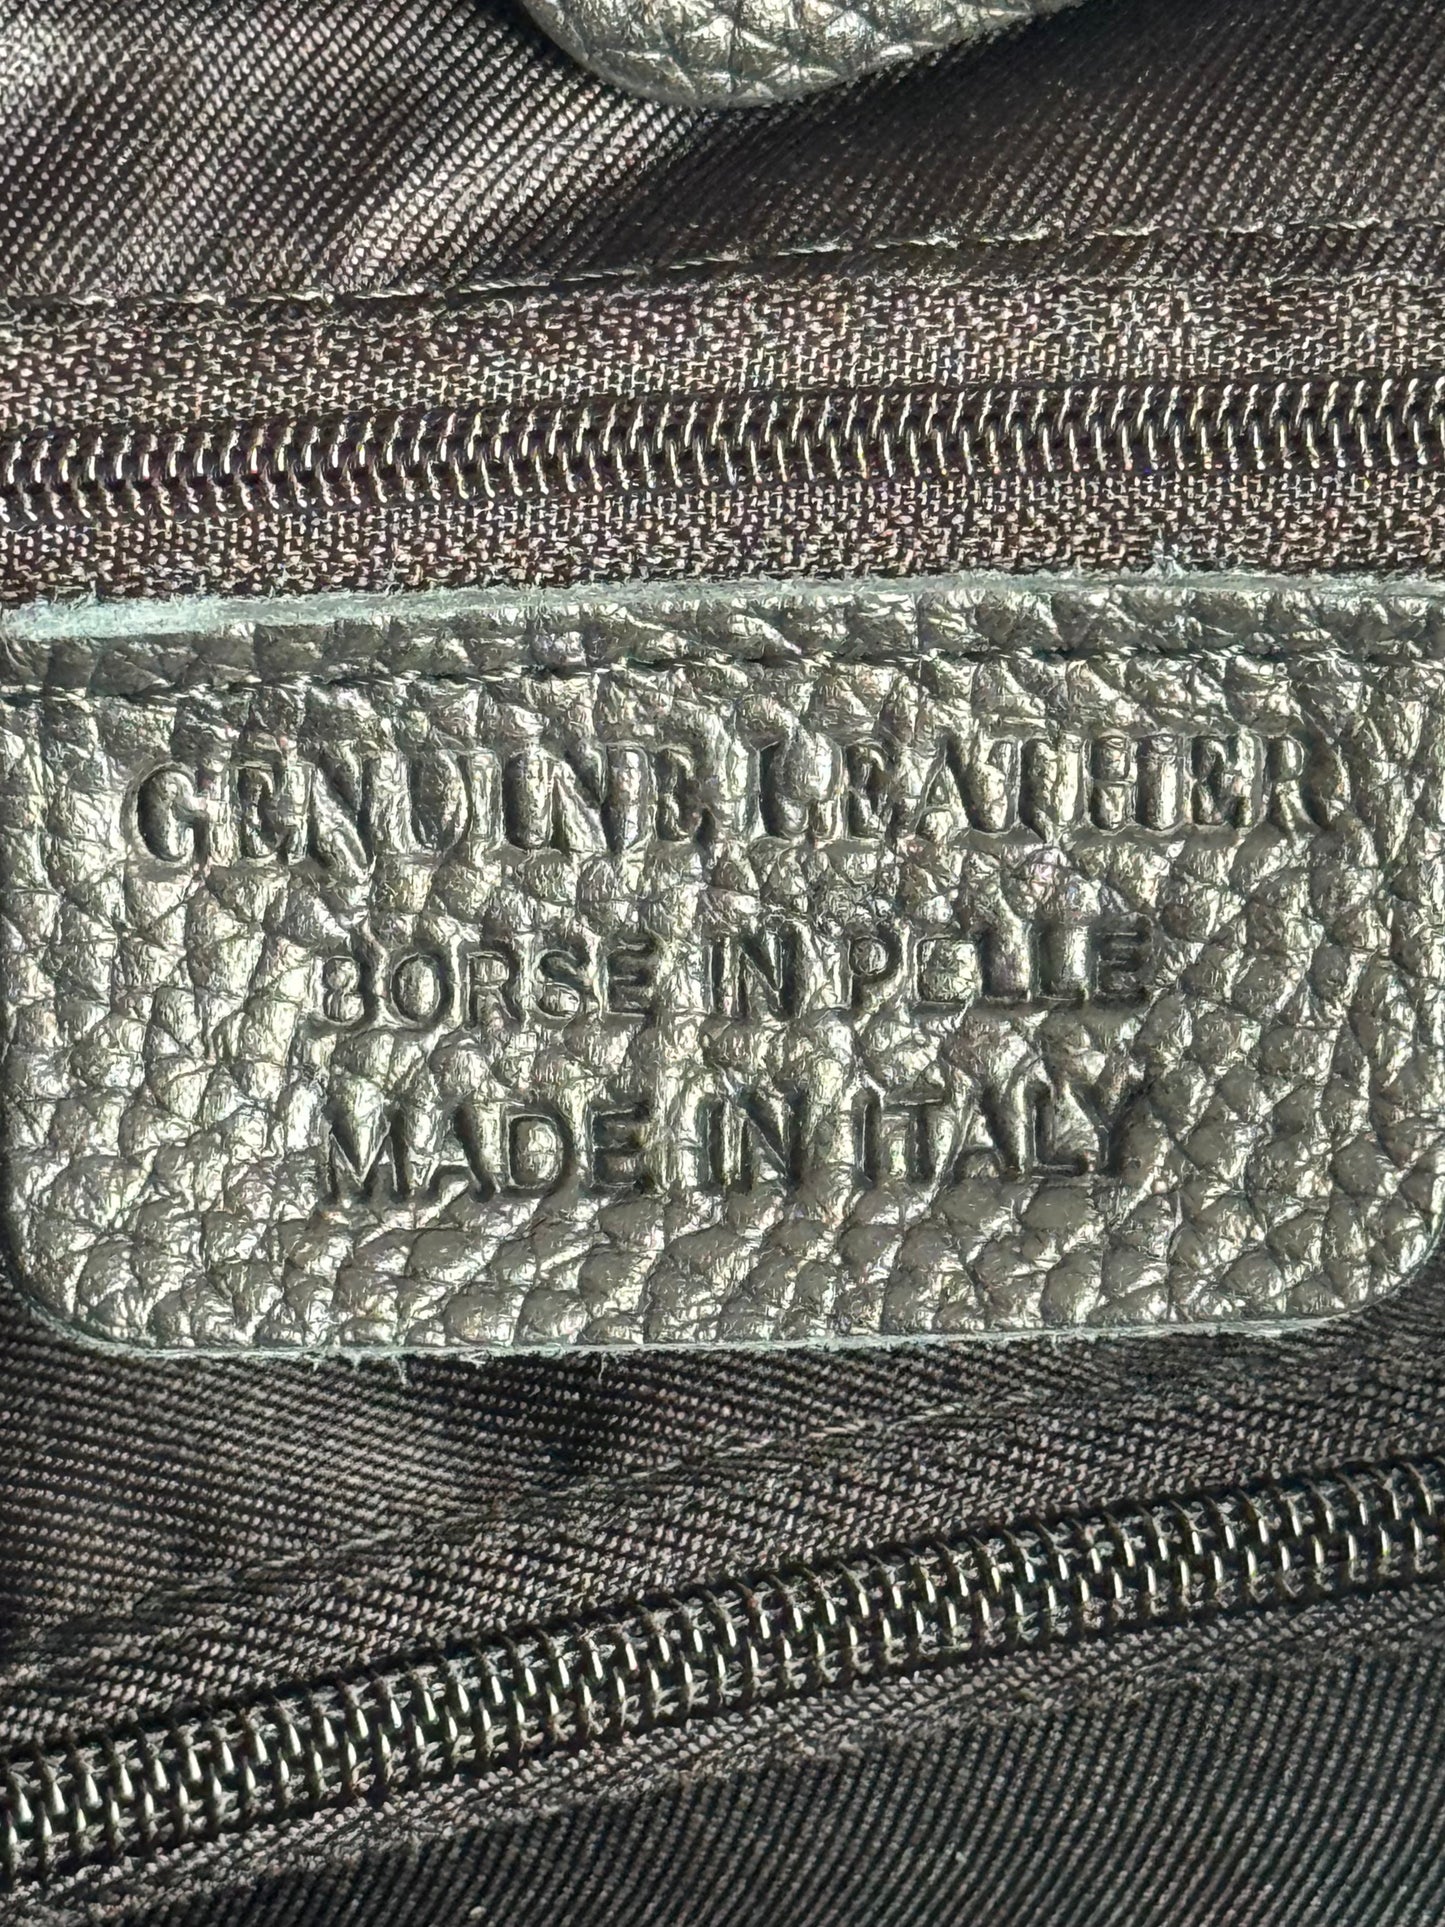 GENUINE LEATHER
BORSE IN PELLE
MADE IN ITALY